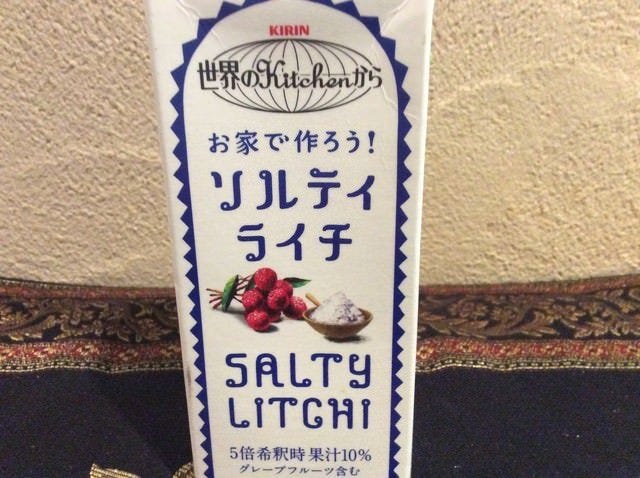 KIRIN
世界のKitchenから
お家で作ろう!
ソルティ
ライチ
SALTY
LITCHI
5倍希釈時果汁10%
グレープフルーツ含む